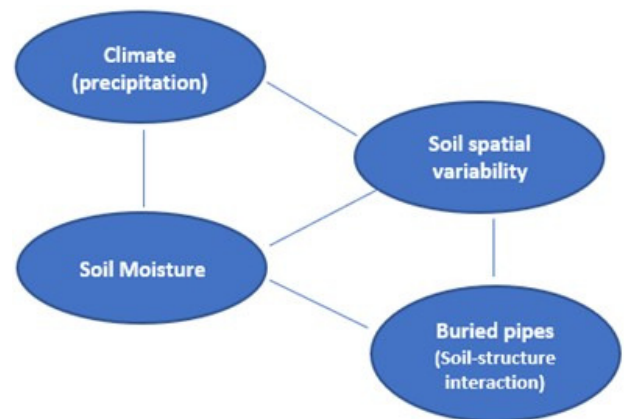 Climate
(precipitation)
Soil spatial
variability
Soil Moisture
Buried pipes
(Soil-structure
interaction)